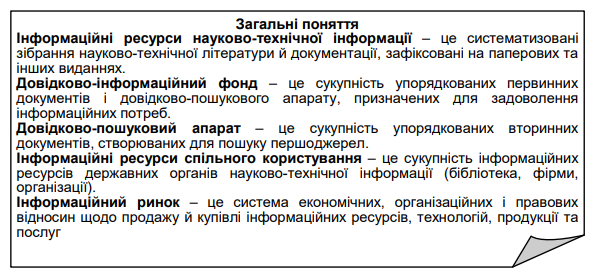 Загальні поняття
Інформаційні ресурси науково-технічної інформації – це систематизовані
зібрання науково-технічної літератури й документації, зафіксовані на паперових та
інших виданнях.
Довідково-інформаційний фонд – це сукупність упорядкованих первинних
документів і довідково-пошукового апарату, призначених для задоволення
інформаційних потреб.
Довідково-пошуковий апарат – це сукупність упорядкованих вторинних
документів, створюваних для пошуку першоджерел.
Інформаційні ресурси спільного користування – це сукупність інформаційних
ресурсів державних органів науково-технічної інформації (бібліотека, фірми,
організації).
Інформаційний ринок – це система економічних, організаційних і правових
відносин щодо продажу й купівлі інформаційних ресурсів, технологій, продукції та
послуг